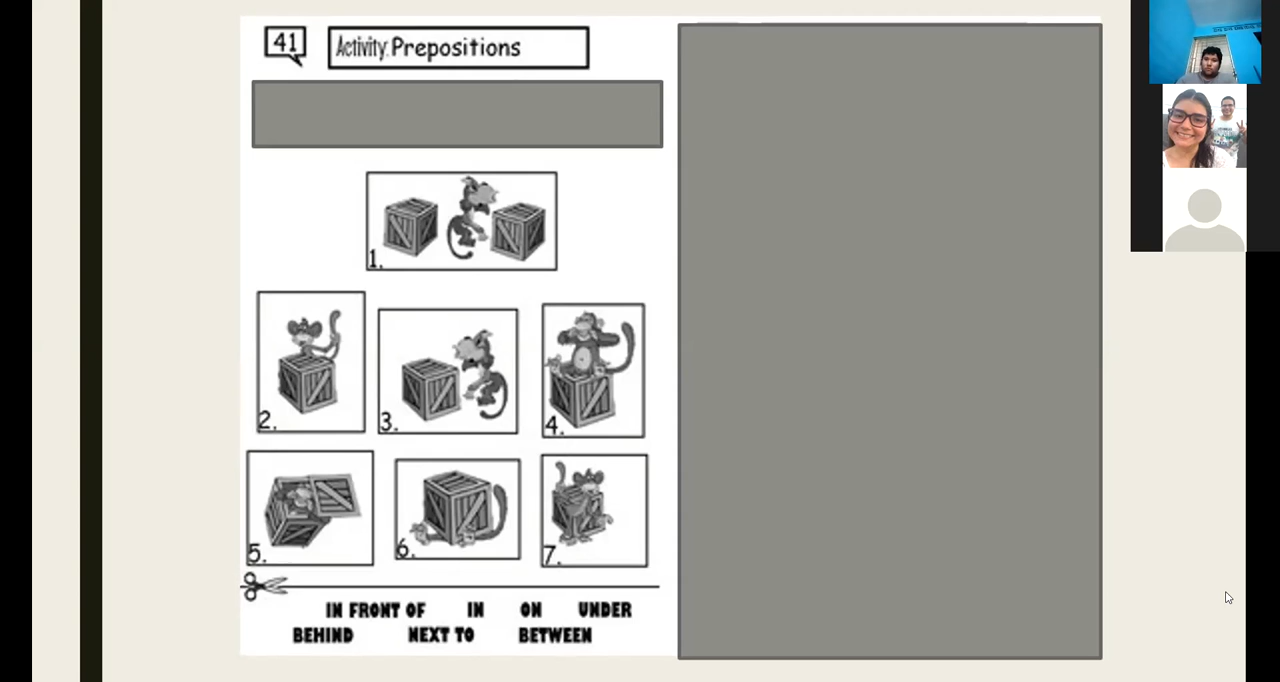 41 Activity: Prepositions
1.
2. 3. 4.
5. 6. 7.
IN FRONT OF IN ON UNDER
BEHIND NEXT TO BETWEEN